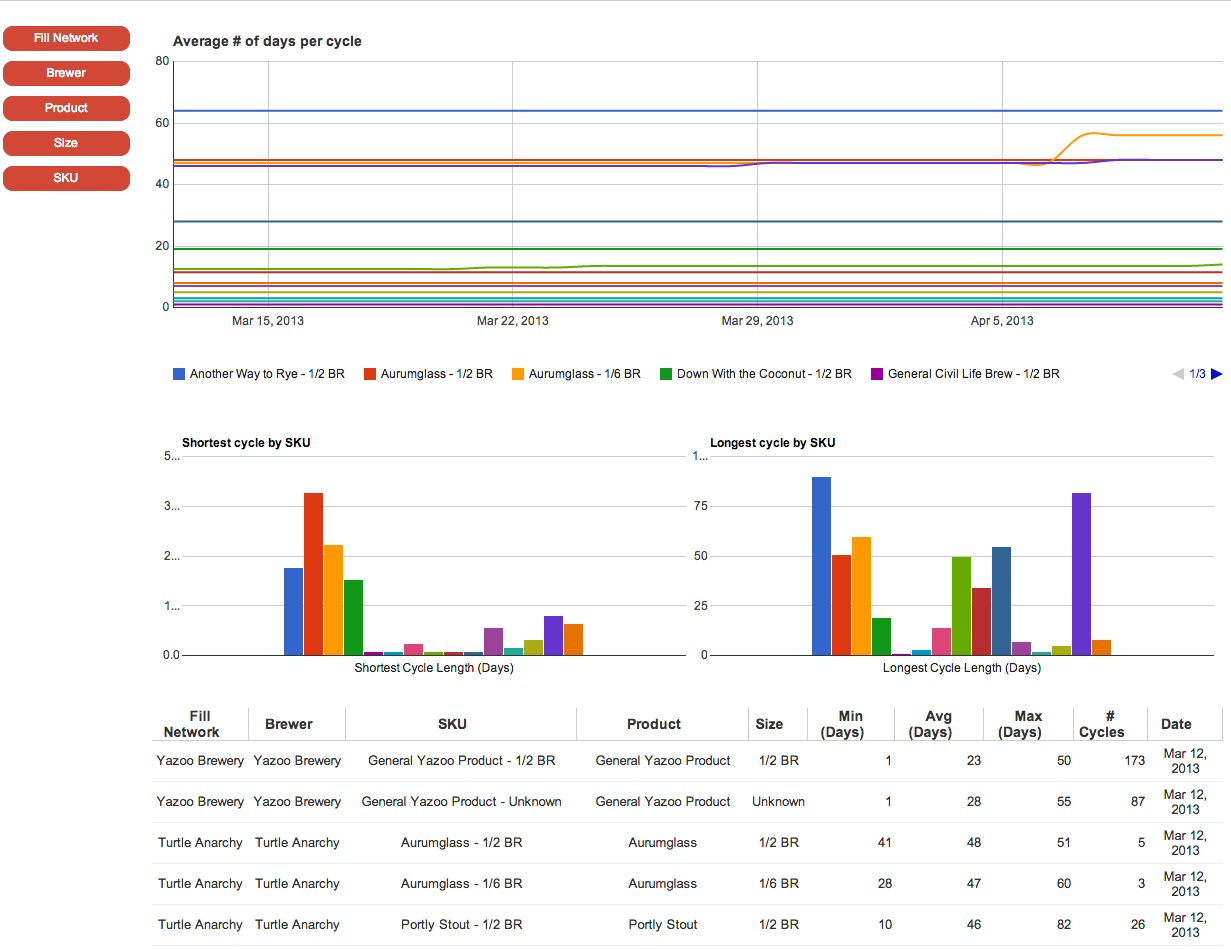 Fill Network
Brewer
Product
Size
SKU
Average # of days per cycle
80
60
40
20
0
Mar 15, 2013 Mar 22, 2013 Mar 29, 2013 Apr 5, 2013
Another Way to Rye - 1/2 BR Aurumglass - 1/2 BR Aurumglass - 1/6 BR Down With the Coconut - 1/2 BR General Civil Life Brew - 1/2 BR 1/3
Shortest cycle by SKU
5...
3...
2...
1...
0.0
Shortest Cycle Length (Days)
Longest cycle by SKU
1...
75
50
25
0
Longest Cycle Length (Days)
Fill Network Brewer SKU Product Size Min (Days) Avg (Days) Max (Days) # Cycles Date
Yazoo Brewery Yazoo Brewery General Yazoo Product - 1/2 BR General Yazoo Product 1/2 BR 1 23 50 173 Mar 12, 2013
Yazoo Brewery Yazoo Brewery General Yazoo Product - Unknown General Yazoo Product Unknown 1 28 55 87 Mar 12, 2013
Turtle Anarchy Turtle Anarchy Aurumglass - 1/2 BR Aurumglass 1/2 BR 41 48 51 5 Mar 12, 2013
Turtle Anarchy Turtle Anarchy Aurumglass - 1/6 BR Aurumglass 1/6 BR 28 47 60 3 Mar 12, 2013
Turtle Anarchy Turtle Anarchy Portly Stout - 1/2 BR Portly Stout 1/2 BR 10 46 82 26 Mar 12, 2013